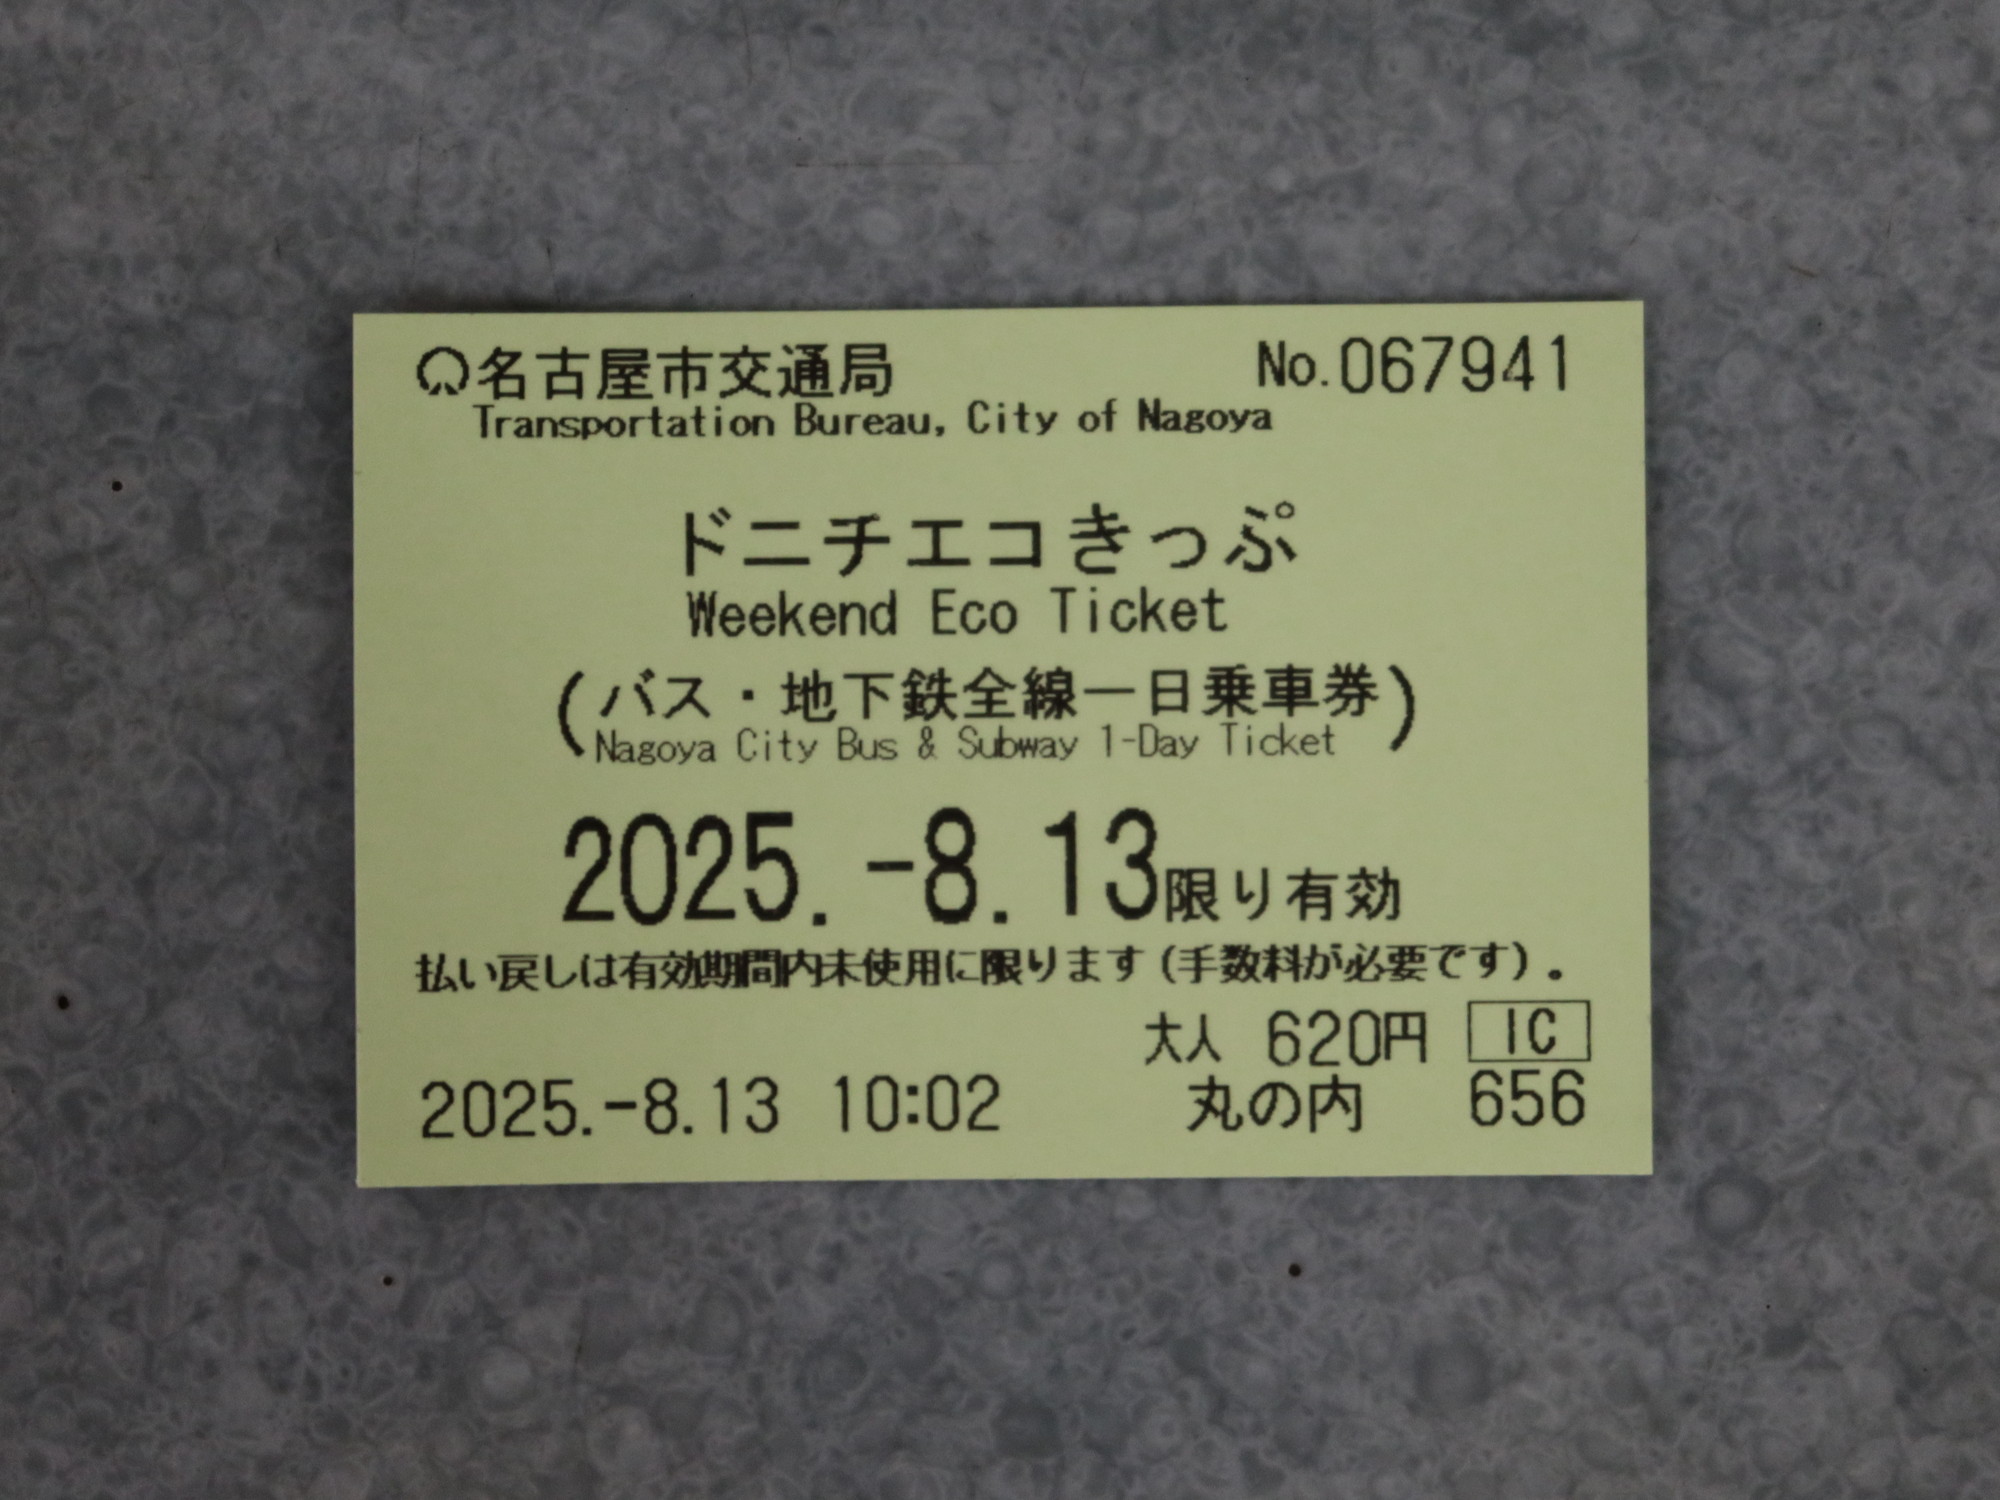 名古屋市交通局 No.067941
Transportation Bureau, City of Nagoya
ドニチエコきっぷ
Weekend Eco Ticket
(バス・地下鉄全線一日乗車券)
Nagoya City Bus & Subway 1-Day Ticket
2025.-8.13限り有効
払い戻しは有効期間内未使用に限ります(手数料が必要です)。
大人 620円 IC
2025.-8.13 10:02 丸の内 656